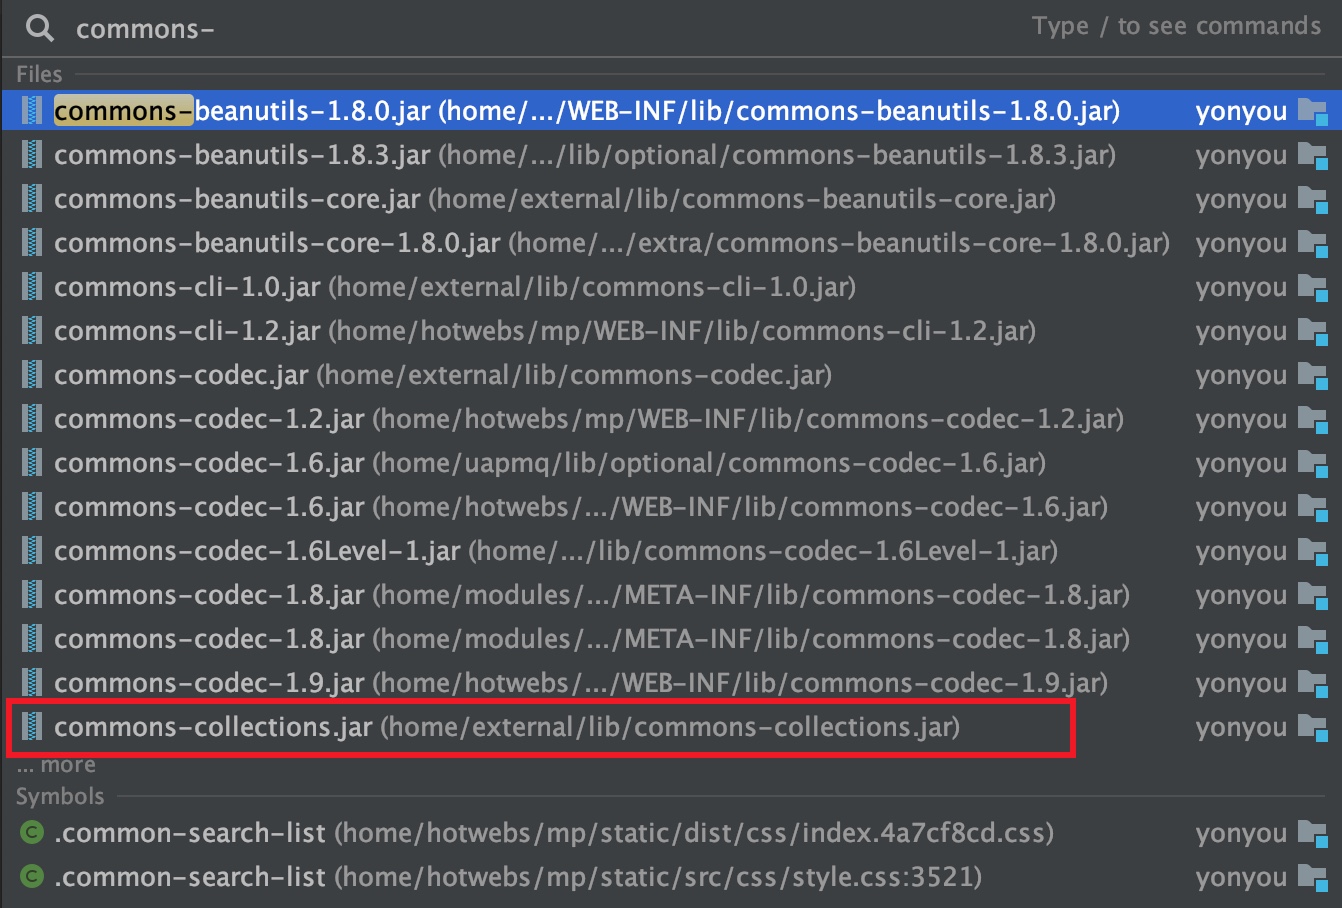 commons- Type / to see commands
Files
commons-beanutils-1.8.0.jar (home/.../WEB-INF/lib/commons-beanutils-1.8.0.jar) yonyou
commons-beanutils-1.8.3.jar (home/.../lib/optional/commons-beanutils-1.8.3.jar) yonyou
commons-beanutils-core.jar (home/external/lib/commons-beanutils-core.jar) yonyou
commons-beanutils-core-1.8.0.jar (home/.../extra/commons-beanutils-core-1.8.0.jar) yonyou
commons-cli-1.0.jar (home/external/lib/commons-cli-1.0.jar) yonyou
commons-cli-1.2.jar (home/hotwebs/mp/WEB-INF/lib/commons-cli-1.2.jar) yonyou
commons-codec.jar (home/external/lib/commons-codec.jar) yonyou
commons-codec-1.2.jar (home/hotwebs/mp/WEB-INF/lib/commons-codec-1.2.jar) yonyou
commons-codec-1.6.jar (home/uapmq/lib/optional/commons-codec-1.6.jar) yonyou
commons-codec-1.6.jar (home/hotwebs/.../WEB-INF/lib/commons-codec-1.6.jar) yonyou
commons-codec-1.6Level-1.jar (home/.../lib/commons-codec-1.6Level-1.jar) yonyou
commons-codec-1.8.jar (home/modules/.../META-INF/lib/commons-codec-1.8.jar) yonyou
commons-codec-1.8.jar (home/modules/.../META-INF/lib/commons-codec-1.8.jar) yonyou
commons-codec-1.9.jar (home/hotwebs/.../WEB-INF/lib/commons-codec-1.9.jar) yonyou
commons-collections.jar (home/external/lib/commons-collections.jar) yonyou
... more
Symbols
C .common-search-list (home/hotwebs/mp/static/dist/css/index.4a7cf8cd.css) yonyou
C .common-search-list (home/hotwebs/mp/static/src/css/style.css:3521) yonyou